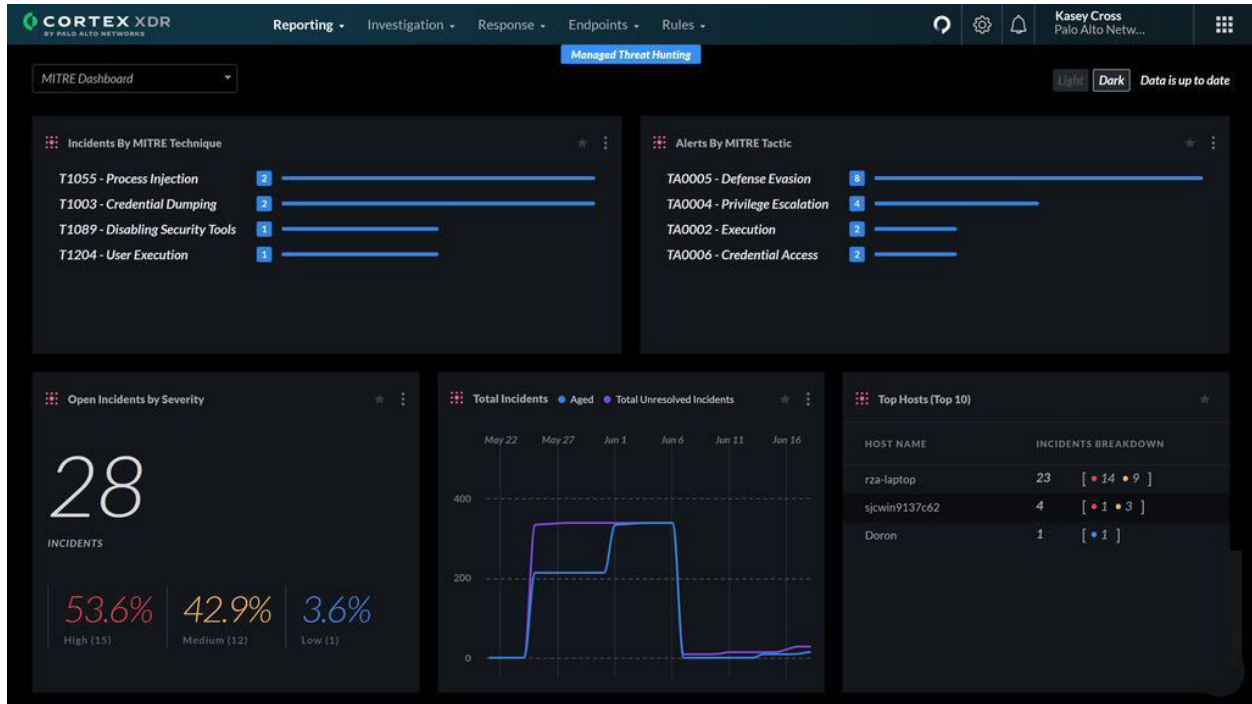 CORTEX XDR
BY PALO ALTO NETWORKS
Reporting
Investigation
Response
Endpoints
Rules
Kasey Cross
Palo Alto Netw...
Managed Threat Hunting
MITRE Dashboard
Light
Dark
Data is up to date
Incidents By MITRE Technique
T1055 - Process Injection 2
T1003 - Credential Dumping 2
T1089 - Disabling Security Tools 1
T1204 - User Execution 1
Alerts By MITRE Tactic
TA0005 - Defense Evasion 8
TA0004 - Privilege Escalation 4
TA0002 - Execution 2
TA0006 - Credential Access 2
Open Incidents by Severity
28
INCIDENTS
53.6% 42.9% 3.6%
High (15) Medium (12) Low (1)
Total Incidents Aged Total Unresolved Incidents
May 22 May 27 Jun 1 Jun 6 Jun 11 Jun 16
400
200
0
Top Hosts (Top 10)
HOST NAME INCIDENTS BREAKDOWN
rza-laptop 23 [ • 14 • 9 ]
sjcwin9137c62 4 [ • 1 • 3 ]
Doron 1 [ • 1 ]